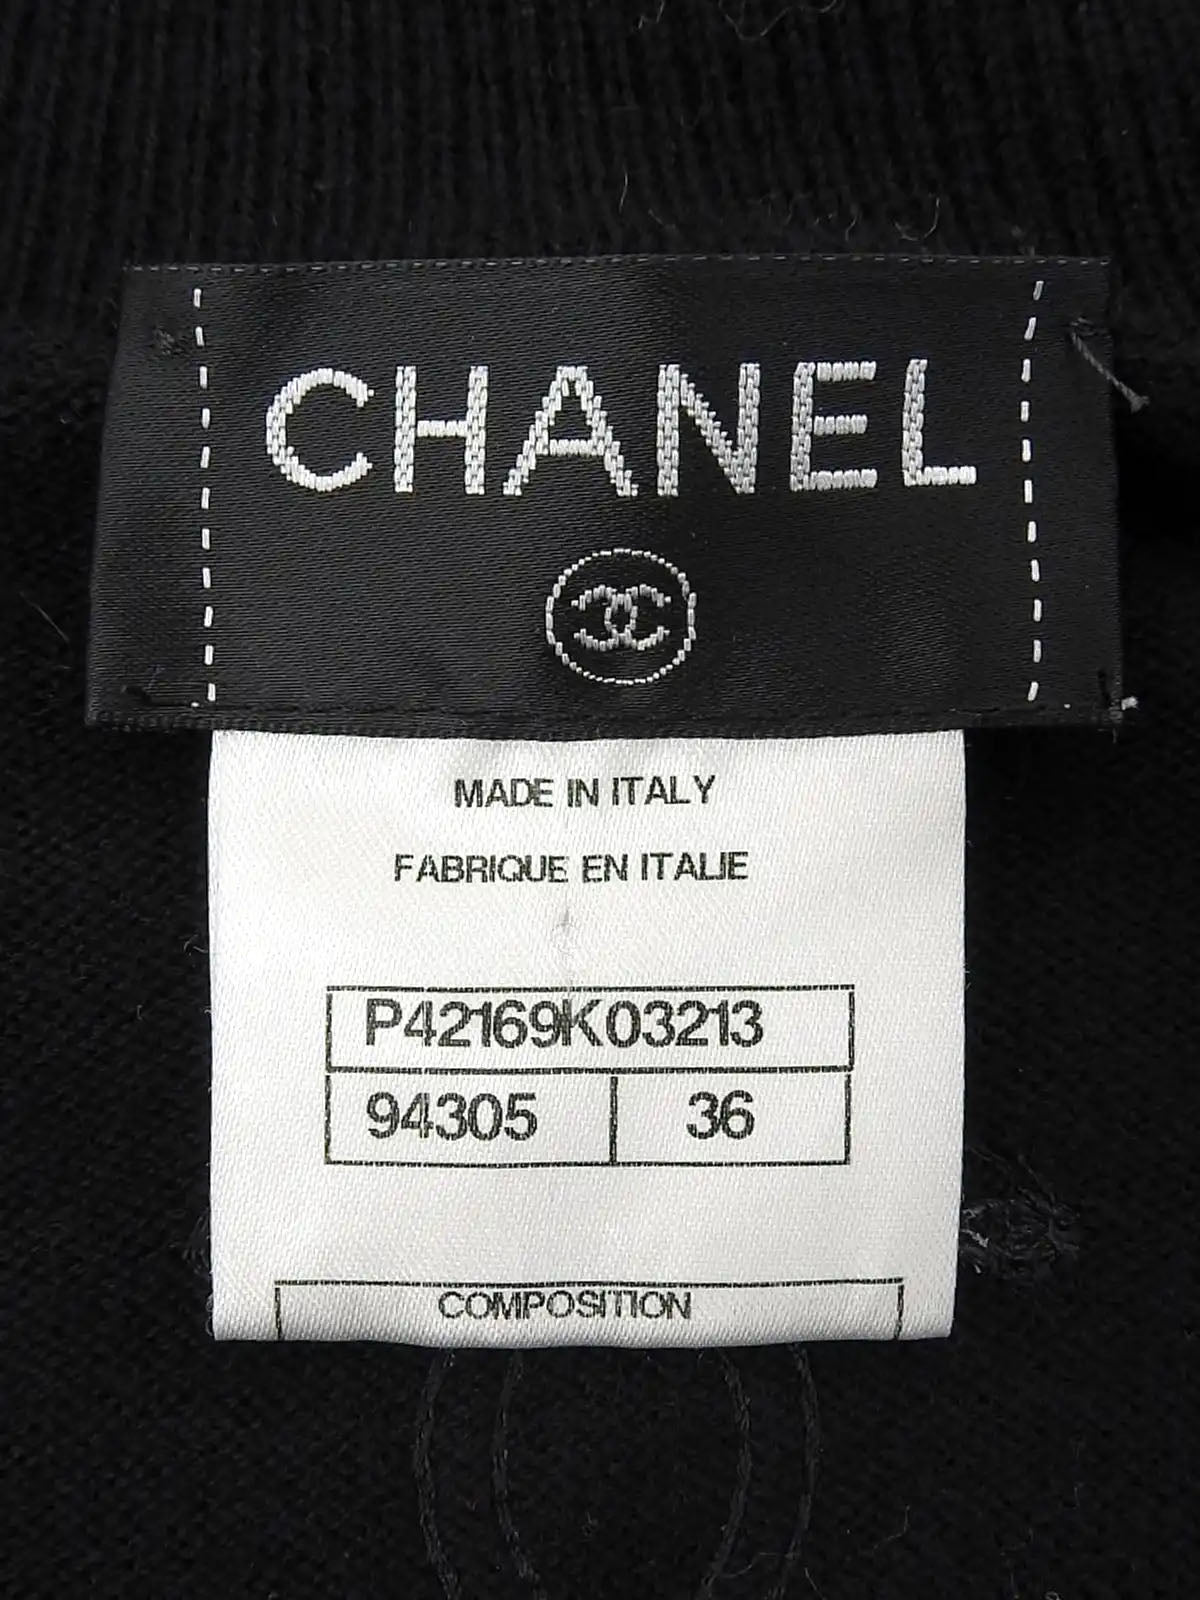 CHANEL
MADE IN ITALY
FABRIQUE EN ITALIE
P42169K03213
94305 36
COMPOSITION